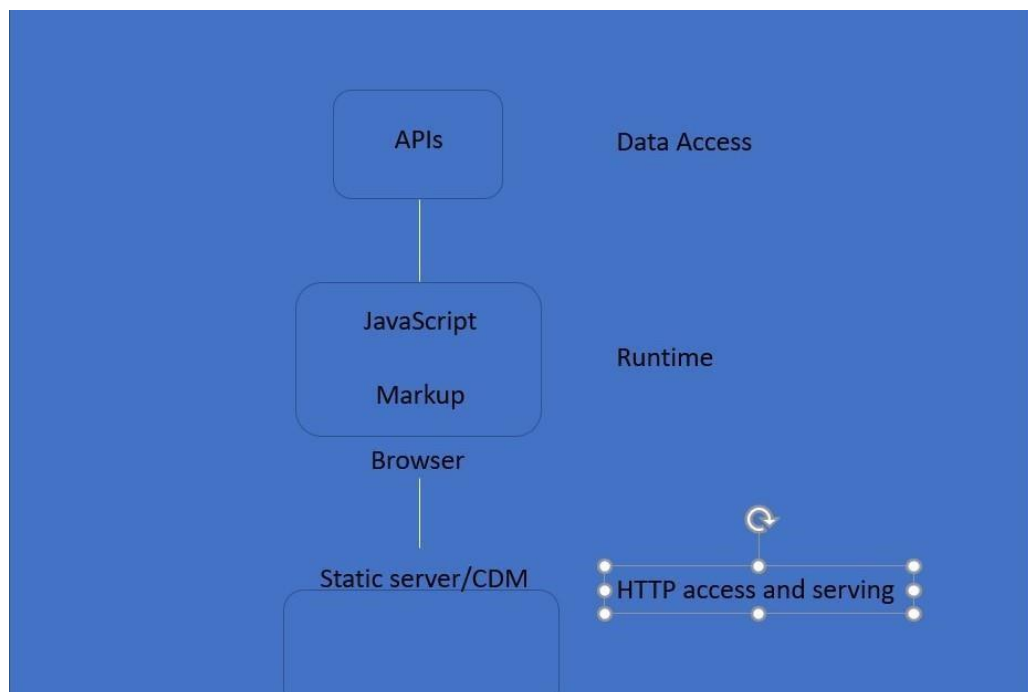 APIs
Data Access
JavaScript
Runtime
Markup
Browser
Static server/CDM
HTTP access and serving